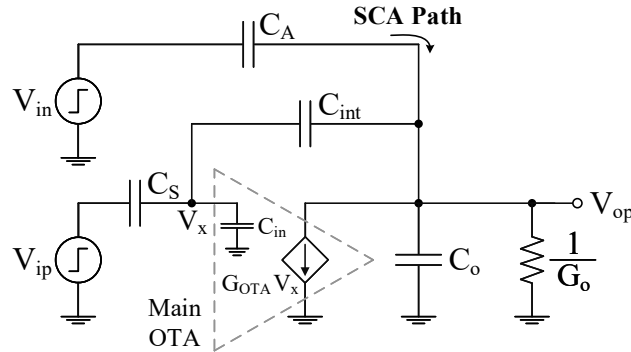 SCA Path
C_A
V_in
C_int
C_S
V_x
C_in
V_op
V_ip
G_OTA V_x
C_o
1
G_o
Main
OTA